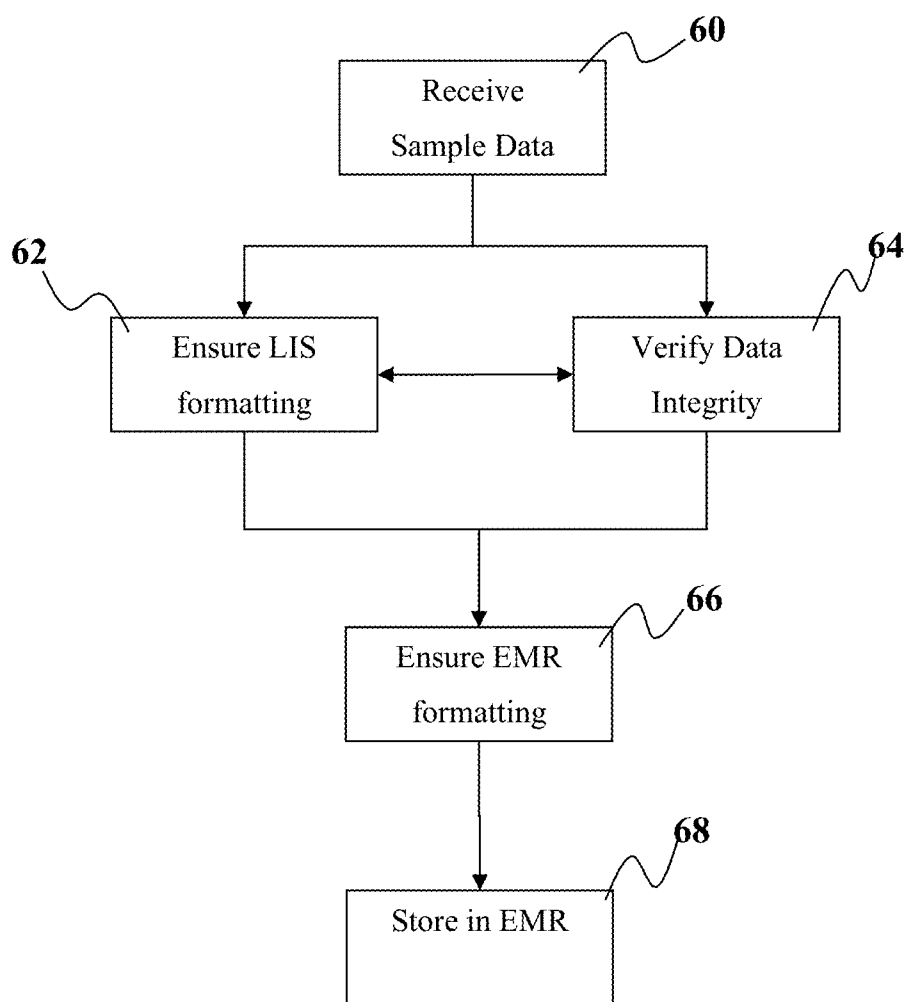 60
Receive
Sample Data
62
64
Ensure LIS
formatting
Verify Data
Integrity
66
Ensure EMR
formatting
68
Store in EMR